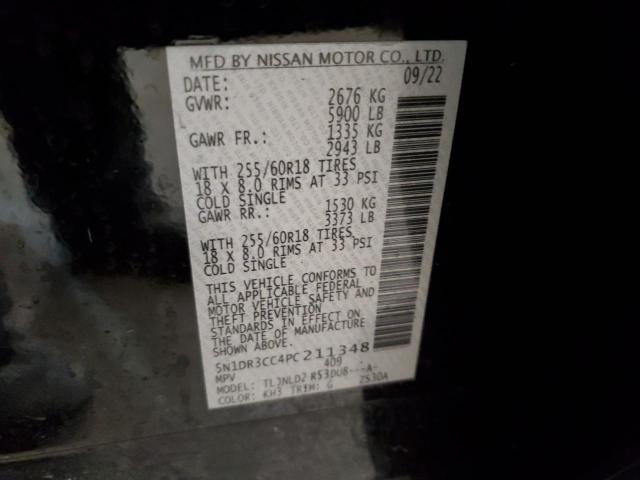 MFD BY NISSAN MOTOR CO., LTD.
DATE: 09/22
GVWR: 2676 KG
5900 LB
GAWR FR.: 1335 KG
2943 LB
WITH 255/60R18 TIRES
18 X 8.0 RIMS AT 33 PSI
COLD SINGLE
GAWR RR.: 1530 KG
3373 LB
WITH 255/60R18 TIRES
18 X 8.0 RIMS AT 33 PSI
COLD SINGLE
THIS VEHICLE CONFORMS TO
ALL APPLICABLE FEDERAL
MOTOR VEHICLE SAFETY AND
THEFT PREVENTION
STANDARDS IN EFFECT ON
THE DATE OF MANUFACTURE
SHOWN ABOVE.
5N1DR3CC4PC211348
MPV 409
MODEL: TLJNLD2 R53DU8---A-
COLOR: KH3 TRIM: G ZS30A